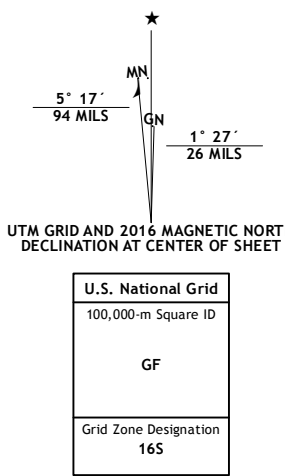 MN
GN
5° 17´
94 MILS
1° 27´
26 MILS
UTM GRID AND 2016 MAGNETIC NORT
DECLINATION AT CENTER OF SHEET
U.S. National Grid
100,000-m Square ID
GF
Grid Zone Designation
16S